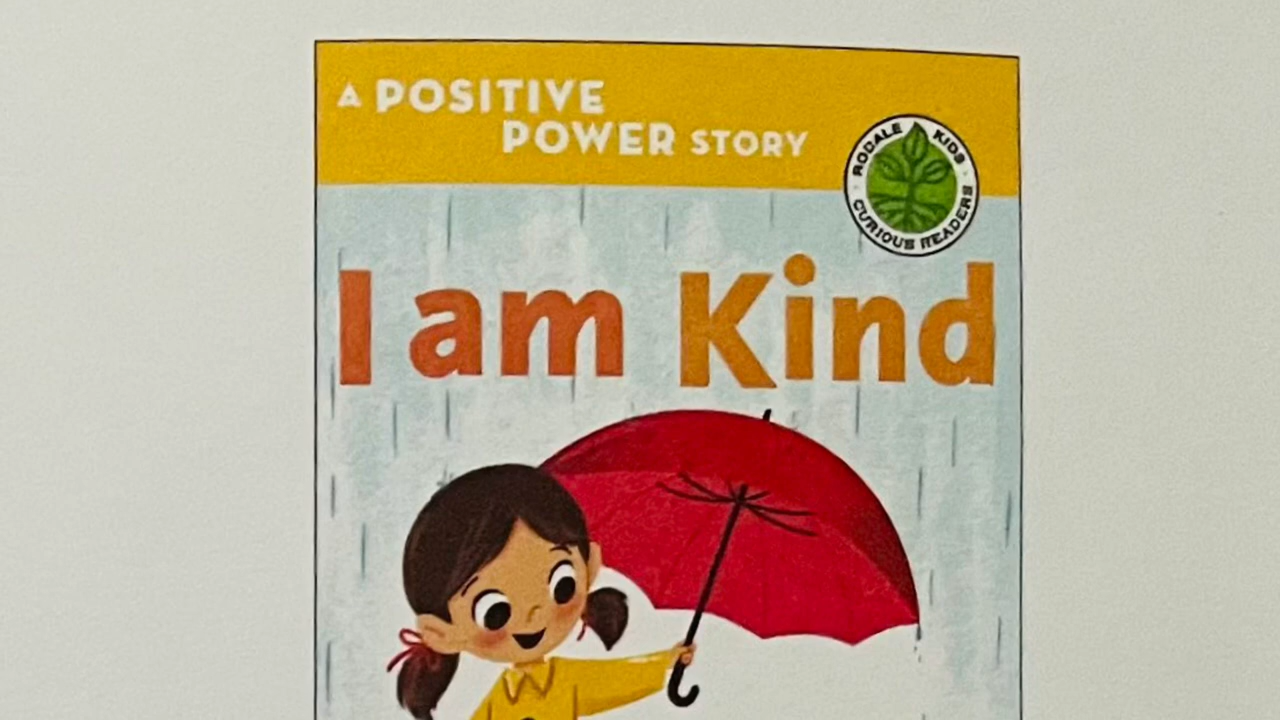 A POSITIVE
POWER STORY
RODALE KIDS
CURIOUS READERS
I am Kind